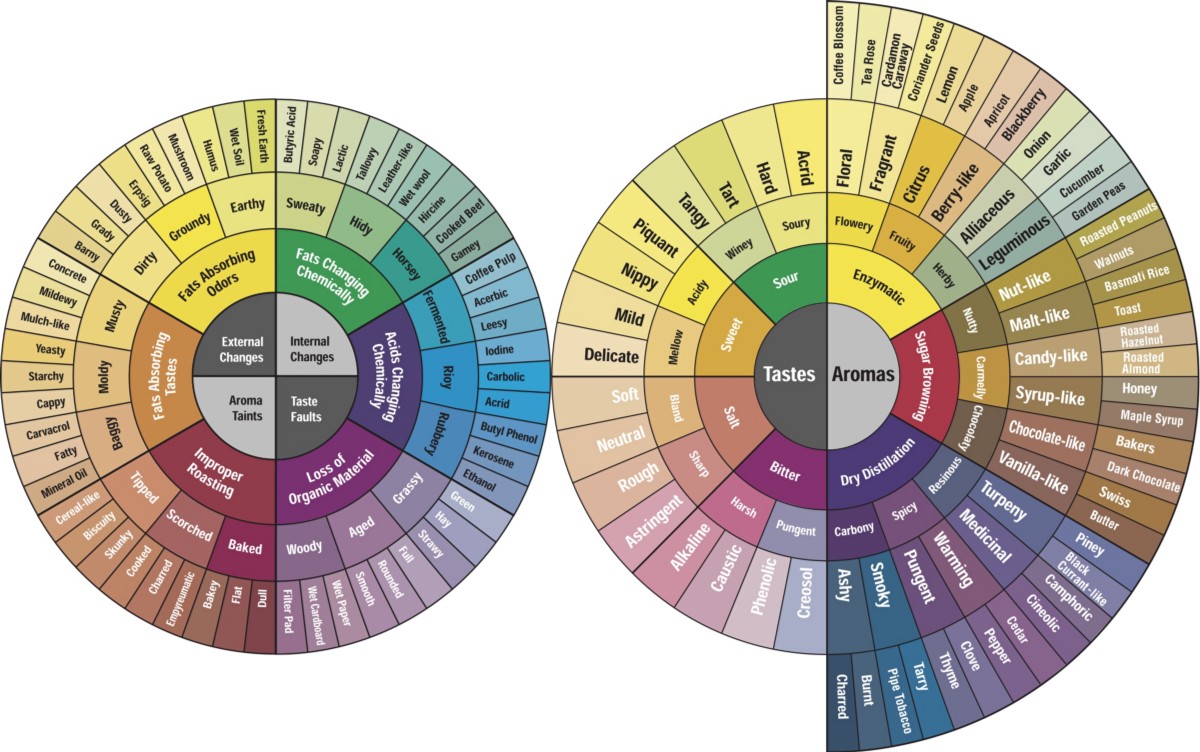 External
Changes
Internal
Changes
Aroma
Taints
Taste
Faults
Fats Absorbing
Odors
Fats Changing
Chemically
Acids Changing
Chemically
Loss of
Organic Material
Improper
Roasting
Fats Absorbing
Tastes
Musty
Dirty
Groundy
Earthy
Sweaty
Hidy
Horsey
Fermented
Rioy
Rubbery
Grassy
Aged
Woody
Baked
Scorched
Tipped
Baggy
Moldy
Concrete
Barny
Grady
Dusty
Erpsig
Raw Potato
Mushroom
Humus
Wet Soil
Fresh Earth
Butyric Acid
Soapy
Lactic
Tallowy
Leather-like
Wet wool
Hircine
Cooked Beef
Gamey
Coffee Pulp
Acerbic
Leesy
Iodine
Carbolic
Acrid
Butyl Phenol
Kerosene
Ethanol
Green
Hay
Strawy
Full
Rounded
Smooth
Wet Paper
Wet Cardboard
Filter Pad
Dull
Flat
Bakey
Empyreumatic
Charred
Cooked
Skunky
Biscuity
Cereal-like
Mineral Oil
Fatty
Carvacrol
Cappy
Starchy
Yeasty
Mulch-like
Mildewy
Tastes
Aromas
Sour
Sweet
Salt
Bitter
Soury
Winey
Acidy
Mellow
Bland
Sharp
Harsh
Pungent
Acrid
Hard
Tart
Tangy
Piquant
Nippy
Mild
Delicate
Soft
Neutral
Rough
Astringent
Alkaline
Caustic
Phenolic
Creosol
Enzymatic
Sugar Browning
Dry Distillation
Flowery
Fruity
Herby
Nutty
Carmelly
Chocolaty
Resinous
Spicy
Carbony
Floral
Fragrant
Citrus
Berry-like
Alliaceous
Leguminous
Nut-like
Malt-like
Candy-like
Syrup-like
Chocolate-like
Vanilla-like
Turpeny
Medicinal
Warming
Pungent
Smoky
Ashy
Coffee Blossom
Tea Rose
Cardamon
Caraway
Coriander Seeds
Lemon
Apple
Apricot
Blackberry
Onion
Garlic
Cucumber
Garden Peas
Roasted Peanuts
Walnuts
Basmati Rice
Toast
Roasted
Hazelnut
Roasted
Almond
Honey
Maple Syrup
Bakers
Dark Chocolate
Swiss
Butter
Piney
Black
Currant-like
Camphoric
Cineolic
Cedar
Pepper
Clove
Thyme
Tarry
Pipe Tobacco
Burnt
Charred